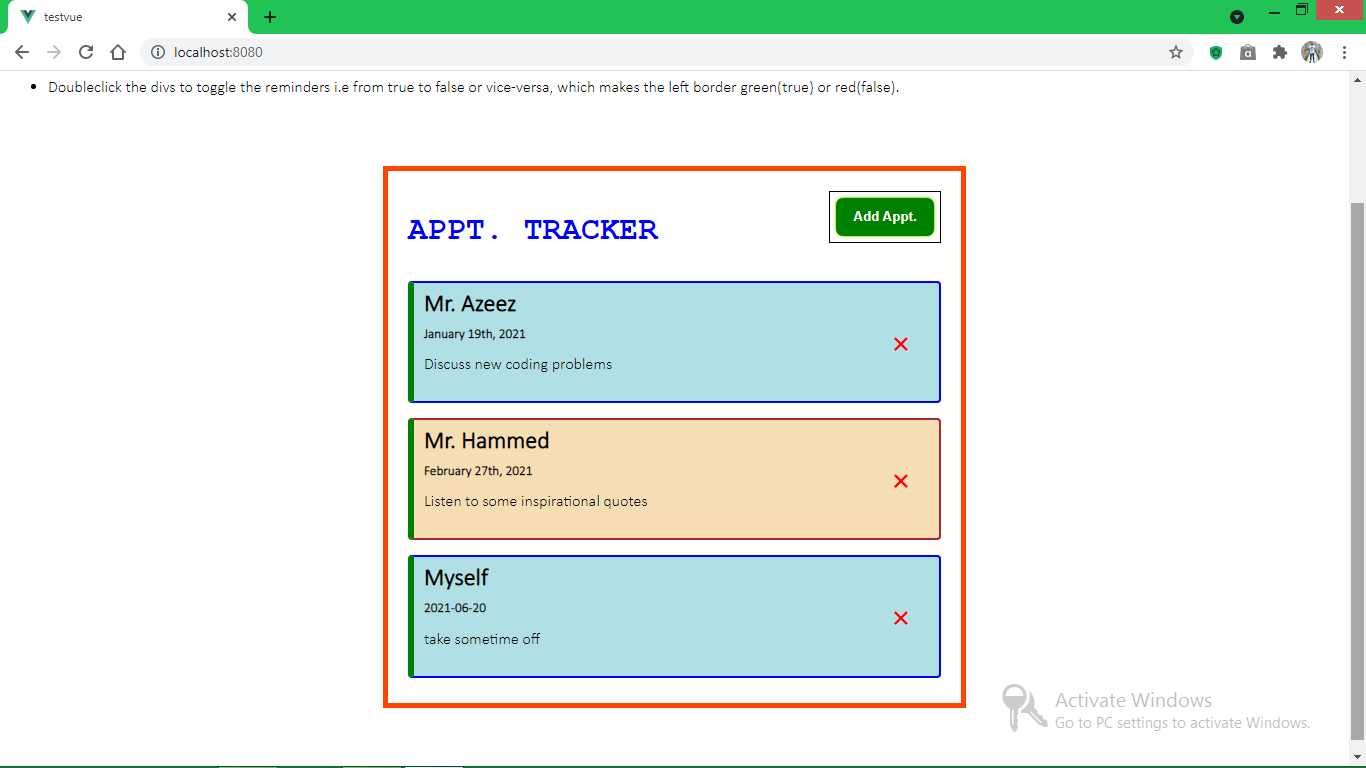 testvue
localhost:8080
Doubleclick the divs to toggle the reminders i.e from true to false or vice-versa, which makes the left border green(true) or red(false).
APPT. TRACKER
Add Appt.
Mr. Azeez
January 19th, 2021
Discuss new coding problems
Mr. Hammed
February 27th, 2021
Listen to some inspirational quotes
Myself
2021-06-20
take sometime off
Activate Windows
Go to PC settings to activate Windows.